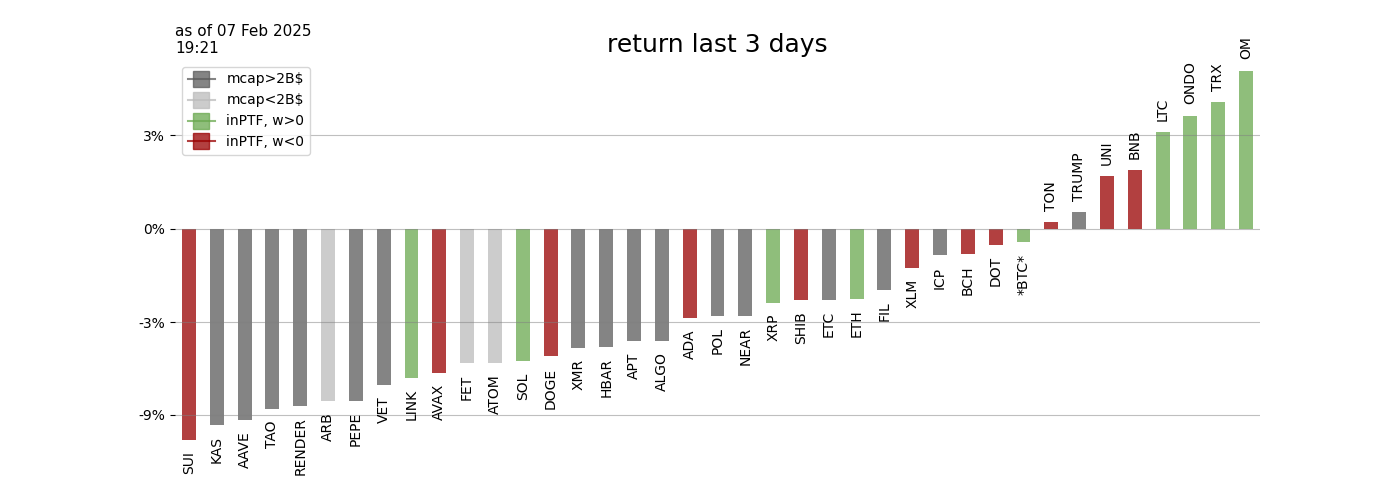 as of 07 Feb 2025
19:21
return last 3 days
mcap>2B$
mcap<2B$
inPTF, w>0
inPTF, w<0
3%
0%
-3%
-9%
SUI
KAS
AAVE
TAO
RENDER
ARB
PEPE
VET
LINK
AVAX
FET
ATOM
SOL
DOGE
XMR
HBAR
APT
ALGO
ADA
POL
NEAR
XRP
SHIB
ETC
ETH
FIL
XLM
ICP
BCH
DOT
*BTC*
TON
TRUMP
UNI
BNB
LTC
ONDO
TRX
OM